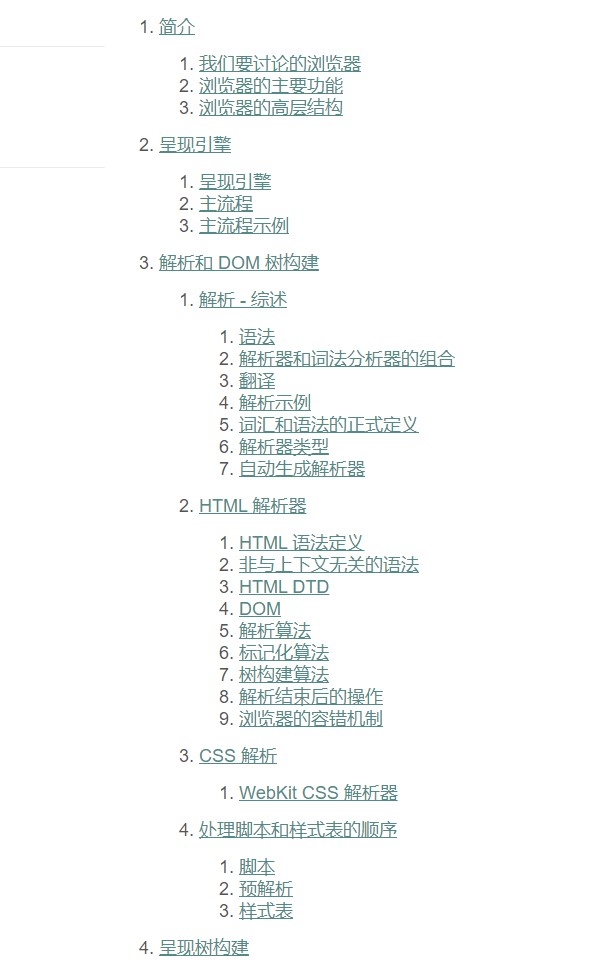 1. 简介
1. 我们要讨论的浏览器
2. 浏览器的主要功能
3. 浏览器的高层结构
2. 呈现引擎
1. 呈现引擎
2. 主流程
3. 主流程示例
3. 解析和 DOM 树构建
1. 解析 - 综述
1. 语法
2. 解析器和词法分析器的组合
3. 翻译
4. 解析示例
5. 词汇和语法的正式定义
6. 解析器类型
7. 自动生成解析器
2. HTML 解析器
1. HTML 语法定义
2. 非与上下文无关的语法
3. HTML DTD
4. DOM
5. 解析算法
6. 标记化算法
7. 树构建算法
8. 解析结束后的操作
9. 浏览器的容错机制
3. CSS 解析
1. WebKit CSS 解析器
4. 处理脚本和样式表的顺序
1. 脚本
2. 预解析
3. 样式表
4. 呈现树构建